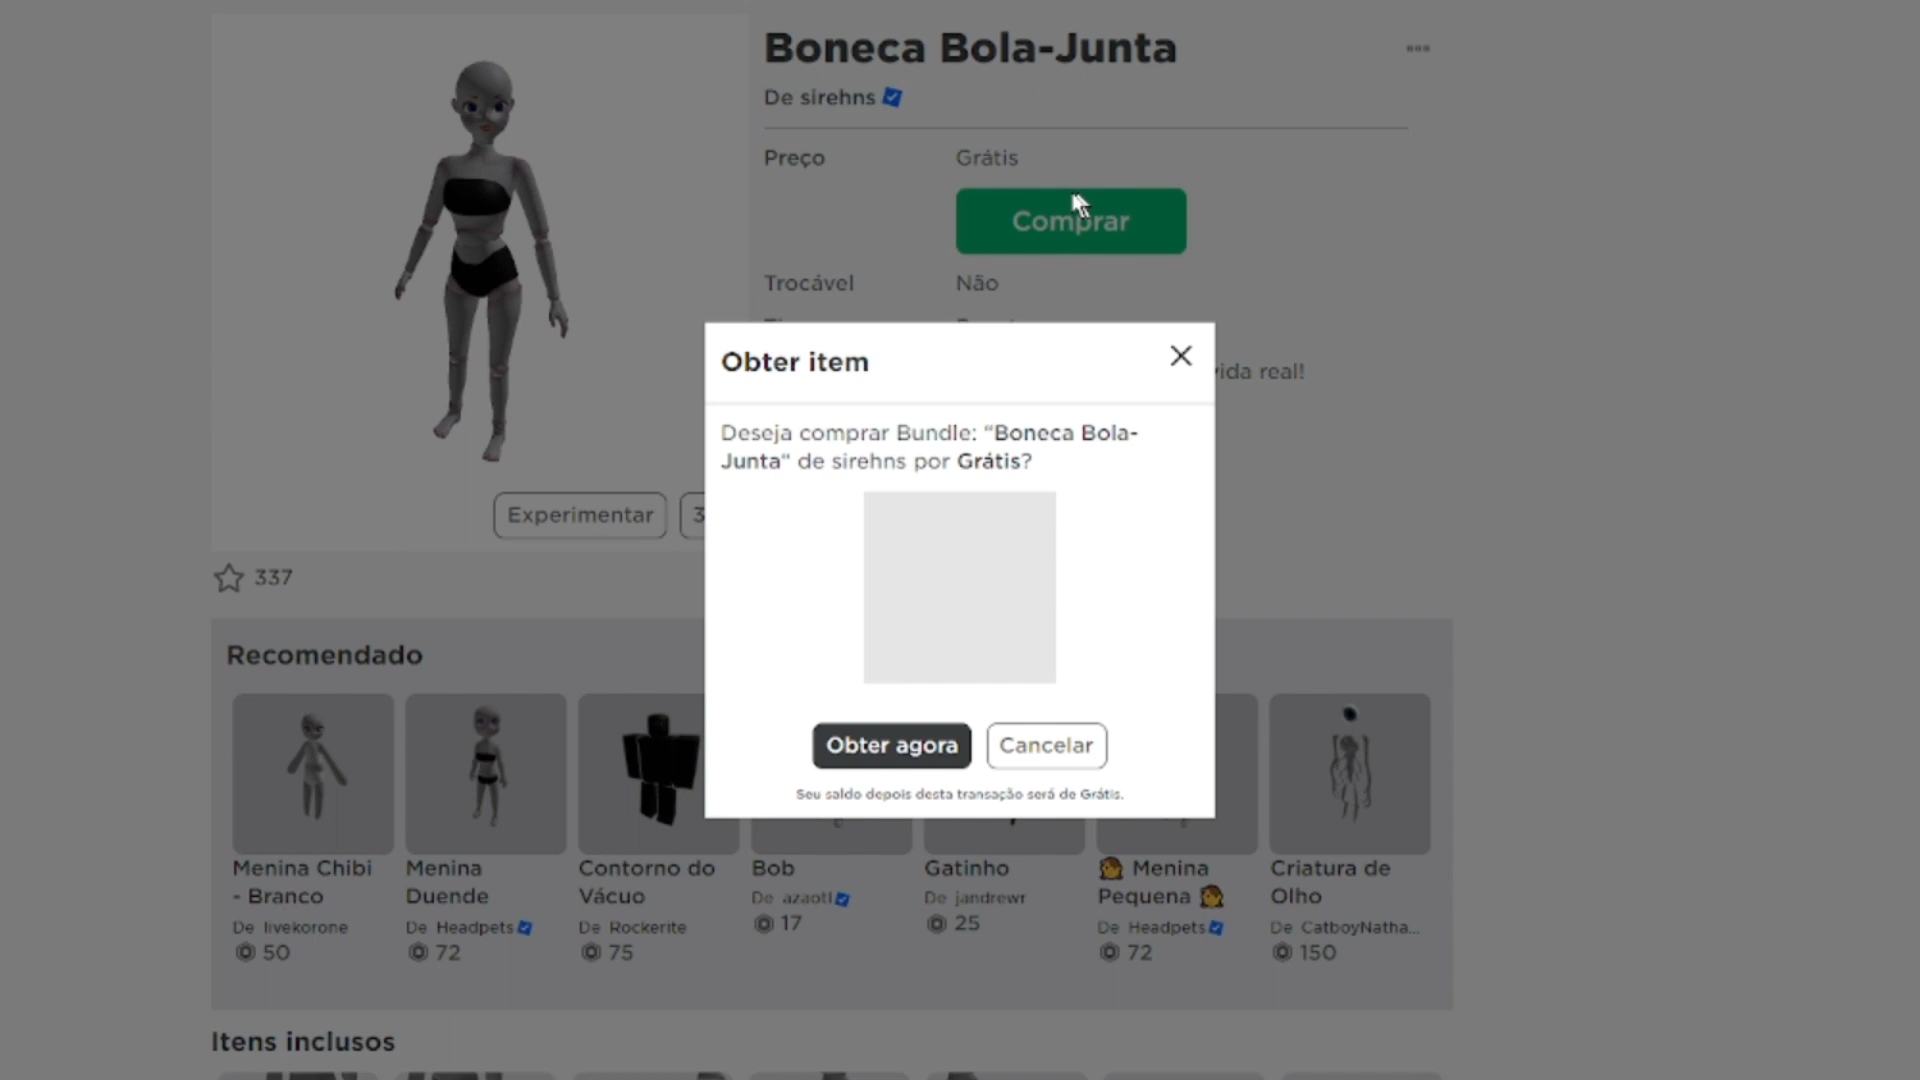 Boneca Bola-Junta
De sirehns
Preço
Grátis
Comprar
Trocável
Não
vida real!
Experimentar
3
337
Obter item
Deseja comprar Bundle: “Boneca Bola-
Junta“ de sirehns por Grátis?
Obter agora
Cancelar
Seu saldo depois desta transação será de Grátis.
Recomendado
Menina Chibi
- Branco
De livekorone
50
Menina
Duende
De Headpets
72
Contorno do
Vácuo
De Rockerite
75
Bob
De azaotl
17
Gatinho
De jandrewr
25
Menina
Pequena
De Headpets
72
Criatura de
Olho
De CatboyNatha...
150
Itens inclusos